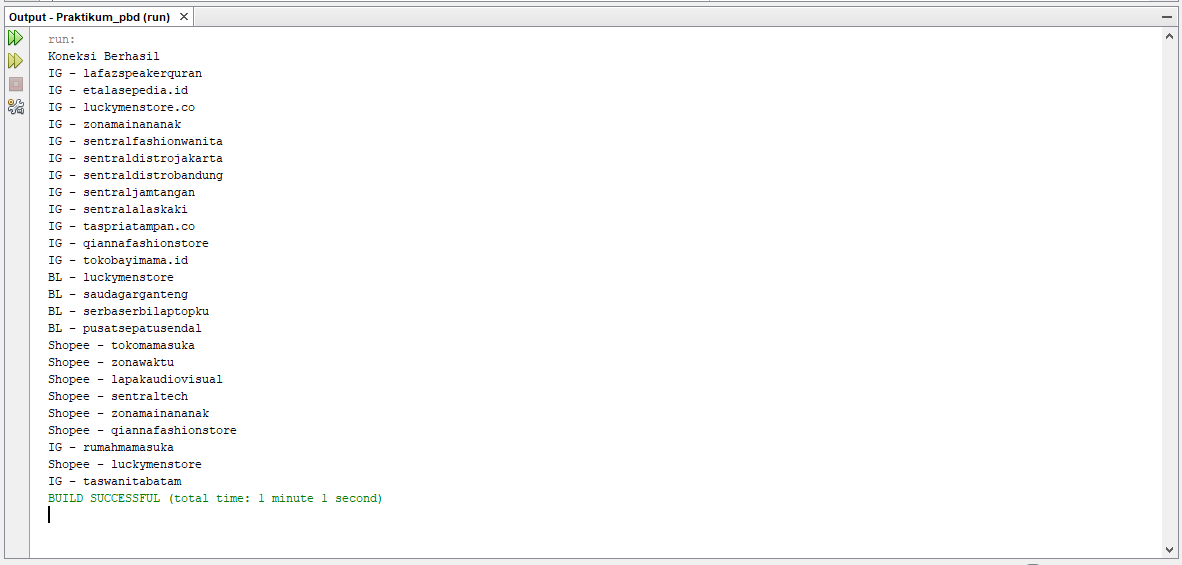 Output - Praktikum_pbd (run)
run:
Koneksi Berhasil
IG - lafazspeakerquran
IG - etalasepedia.id
IG - luckymenstore.co
IG - zonamainananak
IG - sentralfashionwanita
IG - sentraldistrojakarta
IG - sentraldistrobandung
IG - sentraljamtangan
IG - sentralalaskaki
IG - taspriatampan.co
IG - qiannafashionstore
IG - tokobayimama.id
BL - luckymenstore
BL - saudagarganteng
BL - serbaserbilaptopku
BL - pusatsepatusendal
Shopee - tokomamasuka
Shopee - zonawaktu
Shopee - lapakaudiovisual
Shopee - sentraltech
Shopee - zonamainananak
Shopee - qiannafashionstore
IG - rumahmamasuka
Shopee - luckymenstore
IG - taswanitabatam
BUILD SUCCESSFUL (total time: 1 minute 1 second)